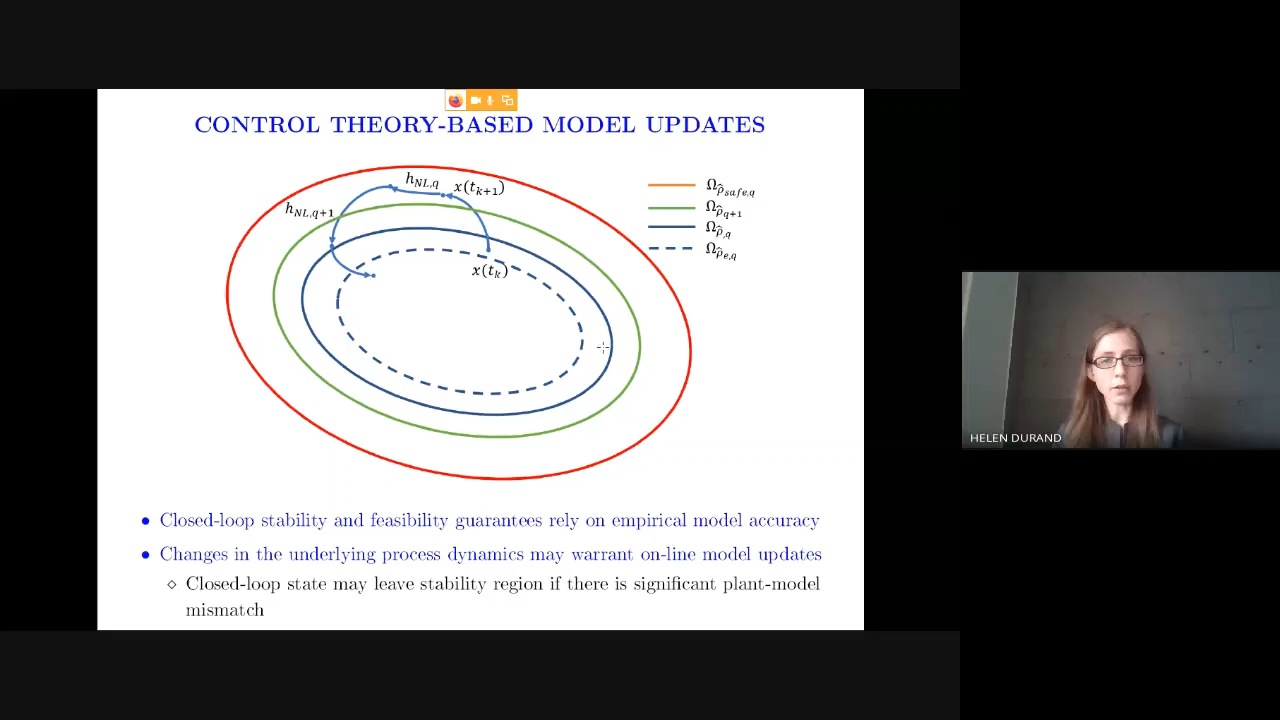 CONTROL THEORY-BASED MODEL UPDATES
h_{NL,q}
x(t_{k+1})
h_{NL,q+1}
x(t_k)
Ω_{ρ̂_{safe,q}}
Ω_{ρ̂_{q+1}}
Ω_{ρ̂,q}
Ω_{ρ̂_{e,q}}
• Closed-loop stability and feasibility guarantees rely on empirical model accuracy
• Changes in the underlying process dynamics may warrant on-line model updates
⋄ Closed-loop state may leave stability region if there is significant plant-model
mismatch
HELEN DURAND